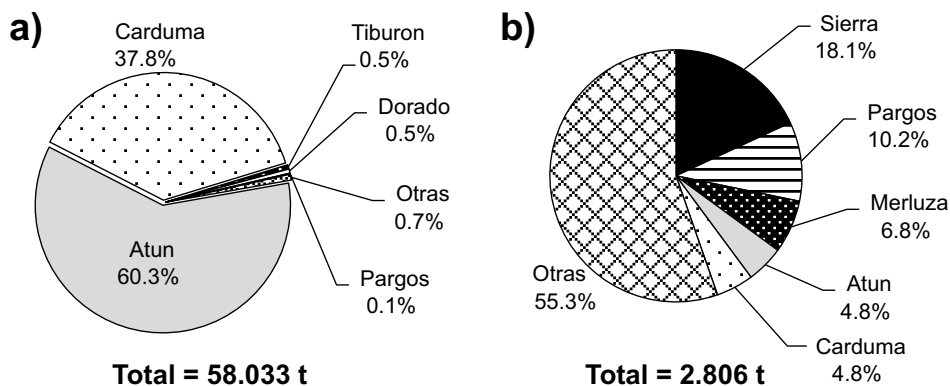 a)
Carduma
37.8%
Tiburon
0.5%
Dorado
0.5%
Otras
0.7%
Pargos
0.1%
Atun
60.3%
Total = 58.033 t
b)
Sierra
18.1%
Pargos
10.2%
Merluza
6.8%
Atun
4.8%
Carduma
4.8%
Otras
55.3%
Total = 2.806 t